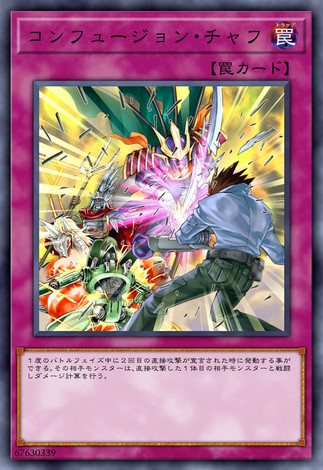 コンフュージョン・チャフ
トラップ
罠
【罠カード】
１度のバトルフェイズ中に２回目の直接攻撃が宣言された時に発動する事が
できる。その相手モンスターは、直接攻撃した１体目の相手モンスターと戦闘
しダメージ計算を行う。
67630339